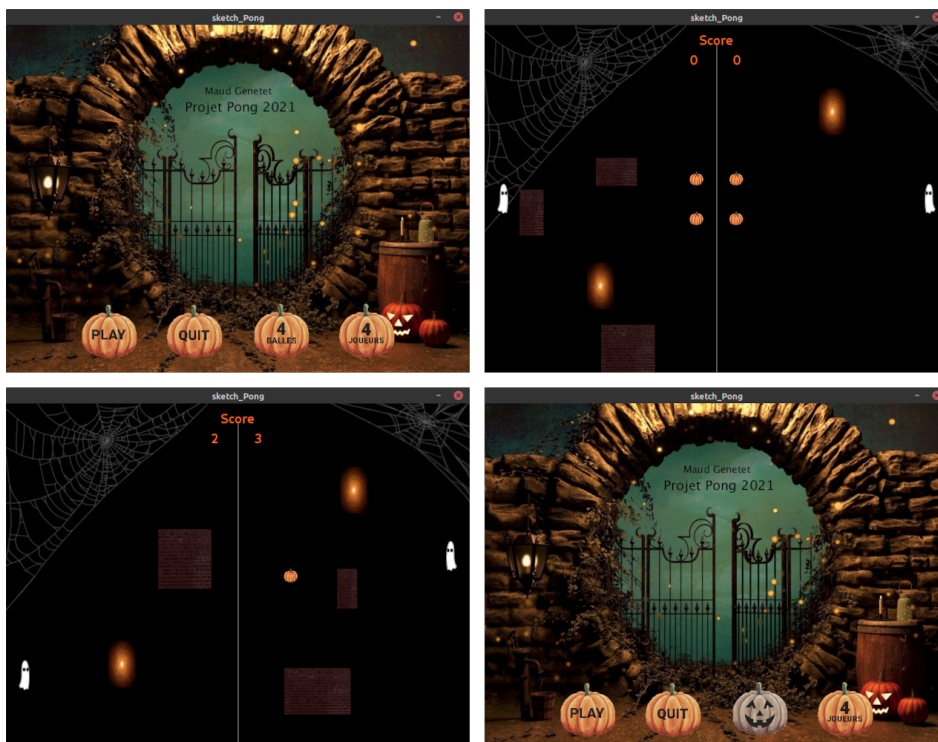 sketch_Pong
Maud Genetet
Projet Pong 2021
PLAY
QUIT
4
BALLES
4
JOUEURS
sketch_Pong
Score
0 0
sketch_Pong
Score
2 3
sketch_Pong
Maud Genetet
Projet Pong 2021
PLAY
QUIT
4
JOUEURS